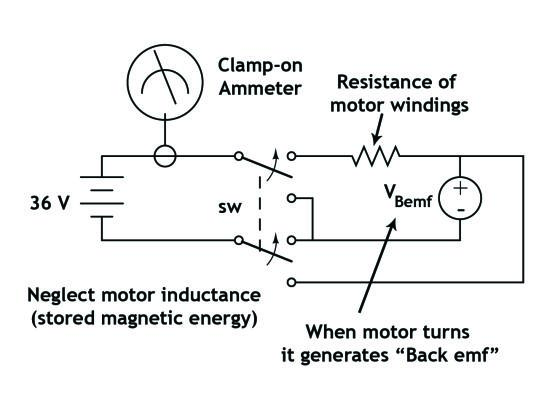 Clamp-on
Ammeter
Resistance of
motor windings
36 V
SW
+
-
VBemf
Neglect motor inductance
(stored magnetic energy)
When motor turns
it generates “Back emf”